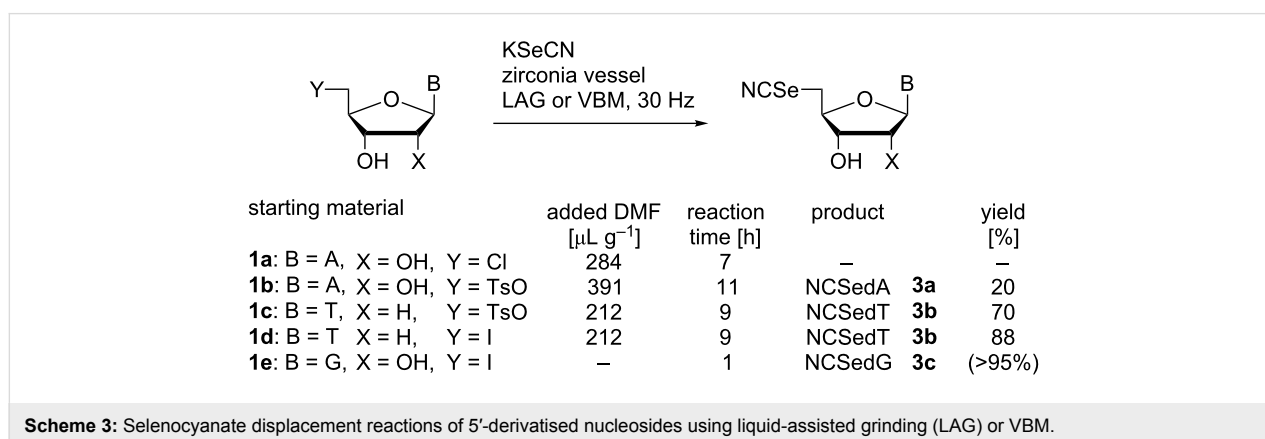 KSeCN
zirconia vessel
LAG or VBM, 30 Hz
Y
O
B
OH X
NCSe
O
B
OH X
starting material added DMF reaction product yield
[μL g⁻¹] time [h] [%]
1a: B = A, X = OH, Y = Cl 284 7 – –
1b: B = A, X = OH, Y = TsO 391 11 NCSedA 3a 20
1c: B = T, X = H, Y = TsO 212 9 NCSedT 3b 70
1d: B = T X = H, Y = I 212 9 NCSedT 3b 88
1e: B = G, X = OH, Y = I – 1 NCSedG 3c (>95%)
Scheme 3: Selenocyanate displacement reactions of 5′-derivatised nucleosides using liquid-assisted grinding (LAG) or VBM.